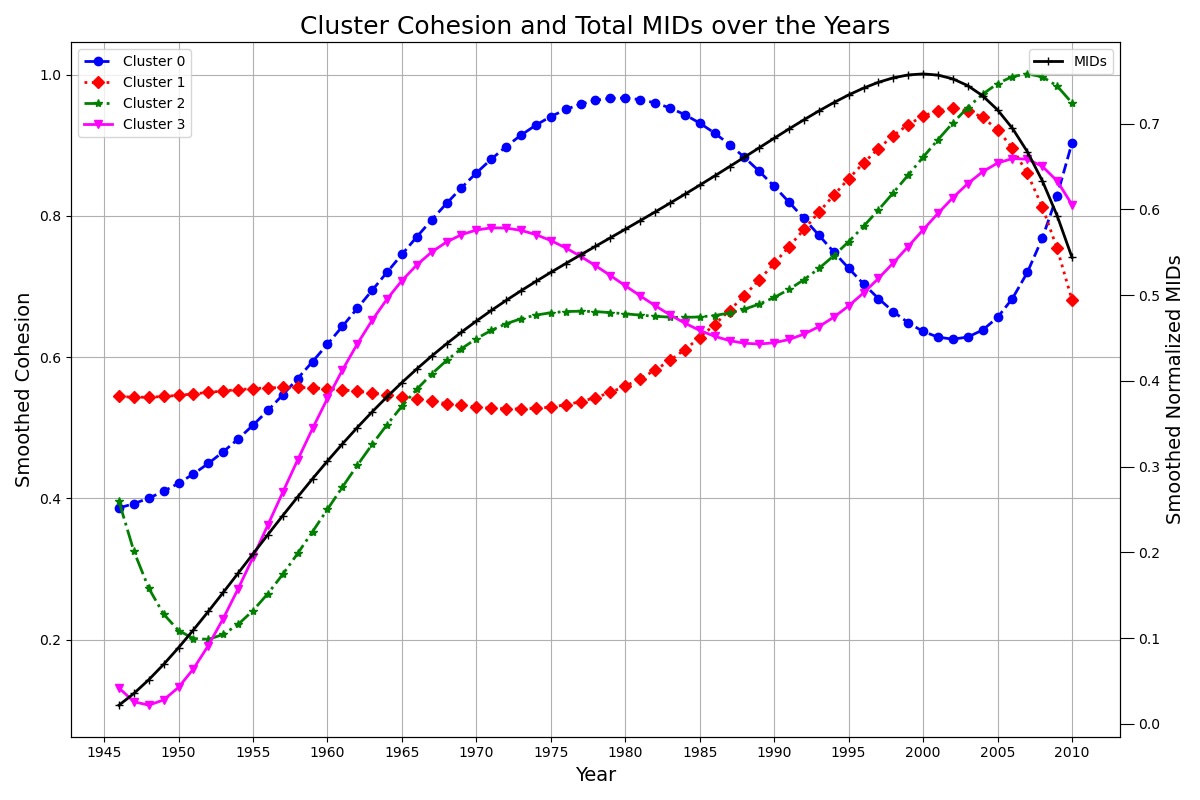 Cluster Cohesion and Total MIDs over the Years
Cluster 0
Cluster 1
Cluster 2
Cluster 3
MIDs
Smoothed Cohesion
1.0
0.8
0.6
0.4
0.2
Smoothed Normalized MIDs
0.7
0.6
0.5
0.4
0.3
0.2
0.1
0.0
1945 1950 1955 1960 1965 1970 1975 1980 1985 1990 1995 2000 2005 2010
Year